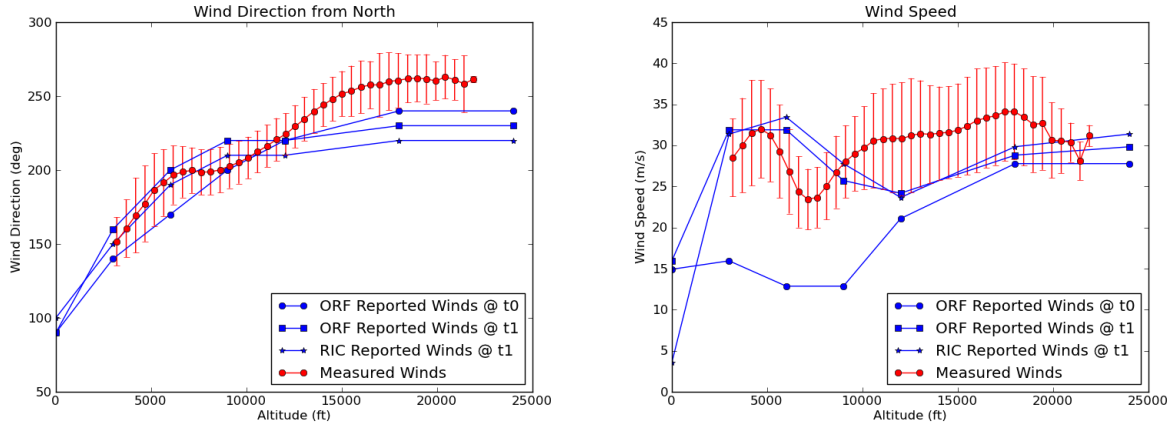 Wind Direction from North
300
250
200
150
100
50
Wind Direction (deg)
0
5000
10000
15000
20000
25000
Altitude (ft)
ORF Reported Winds @ t0
ORF Reported Winds @ t1
RIC Reported Winds @ t1
Measured Winds
Wind Speed
45
40
35
30
25
20
15
10
5
0
Wind Speed (m/s)
0
5000
10000
15000
20000
25000
Altitude (ft)
ORF Reported Winds @ t0
ORF Reported Winds @ t1
RIC Reported Winds @ t1
Measured Winds